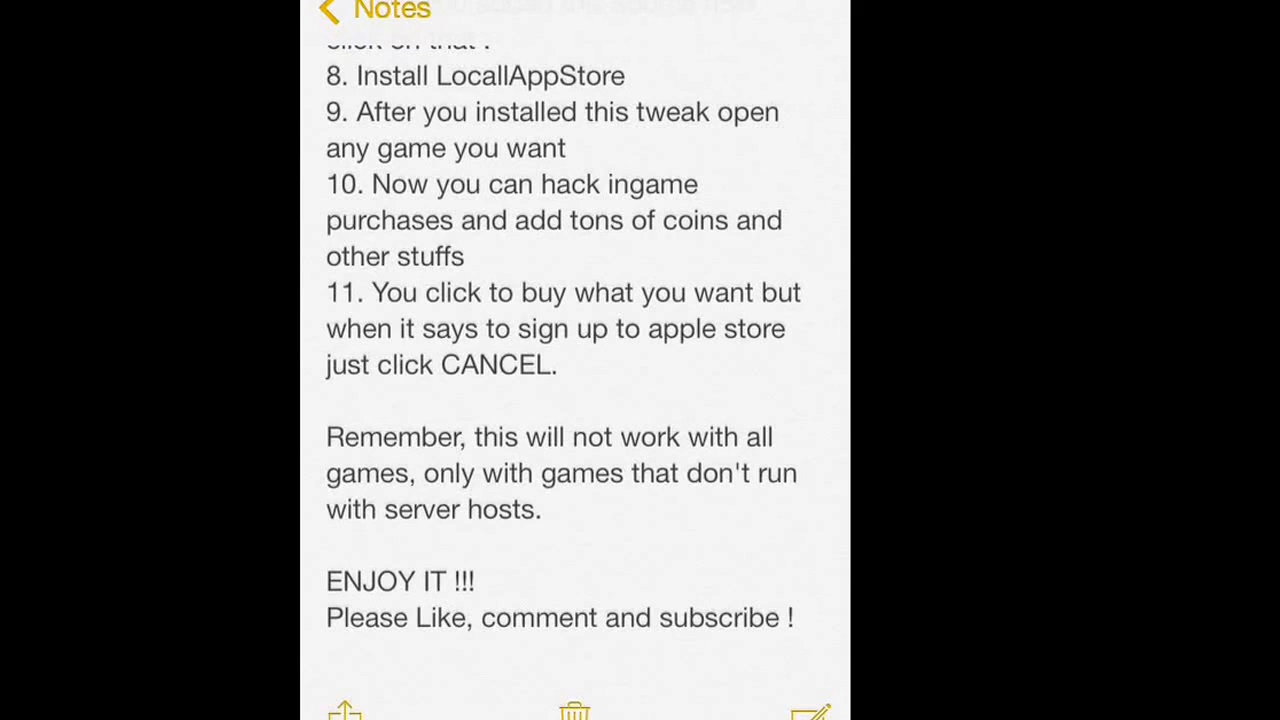 Notes
click on that .
8. Install LocallAppStore
9. After you installed this tweak open
any game you want
10. Now you can hack ingame
purchases and add tons of coins and
other stuffs
11. You click to buy what you want but
when it says to sign up to apple store
just click CANCEL.
Remember, this will not work with all
games, only with games that don't run
with server hosts.
ENJOY IT !!!
Please Like, comment and subscribe !